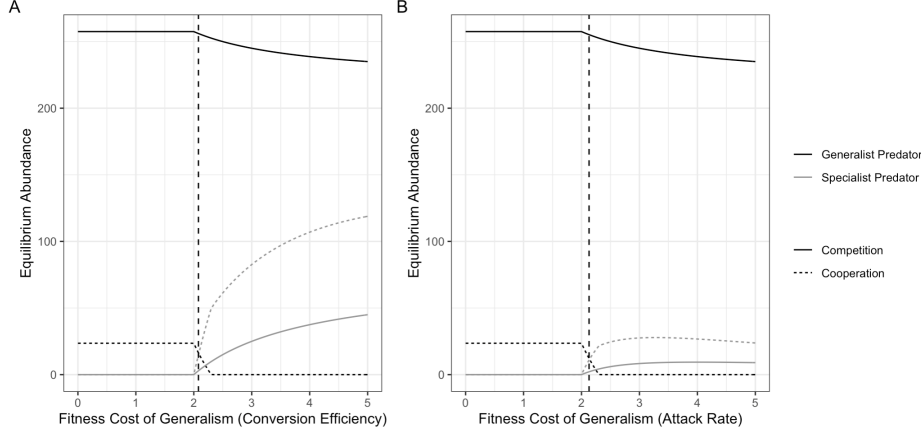 A
B
Equilibrium Abundance
200
100
0
0 1 2 3 4 5
Fitness Cost of Generalism (Conversion Efficiency)
Equilibrium Abundance
200
100
0
0 1 2 3 4 5
Fitness Cost of Generalism (Attack Rate)
Generalist Predator
Specialist Predator
Competition
Cooperation